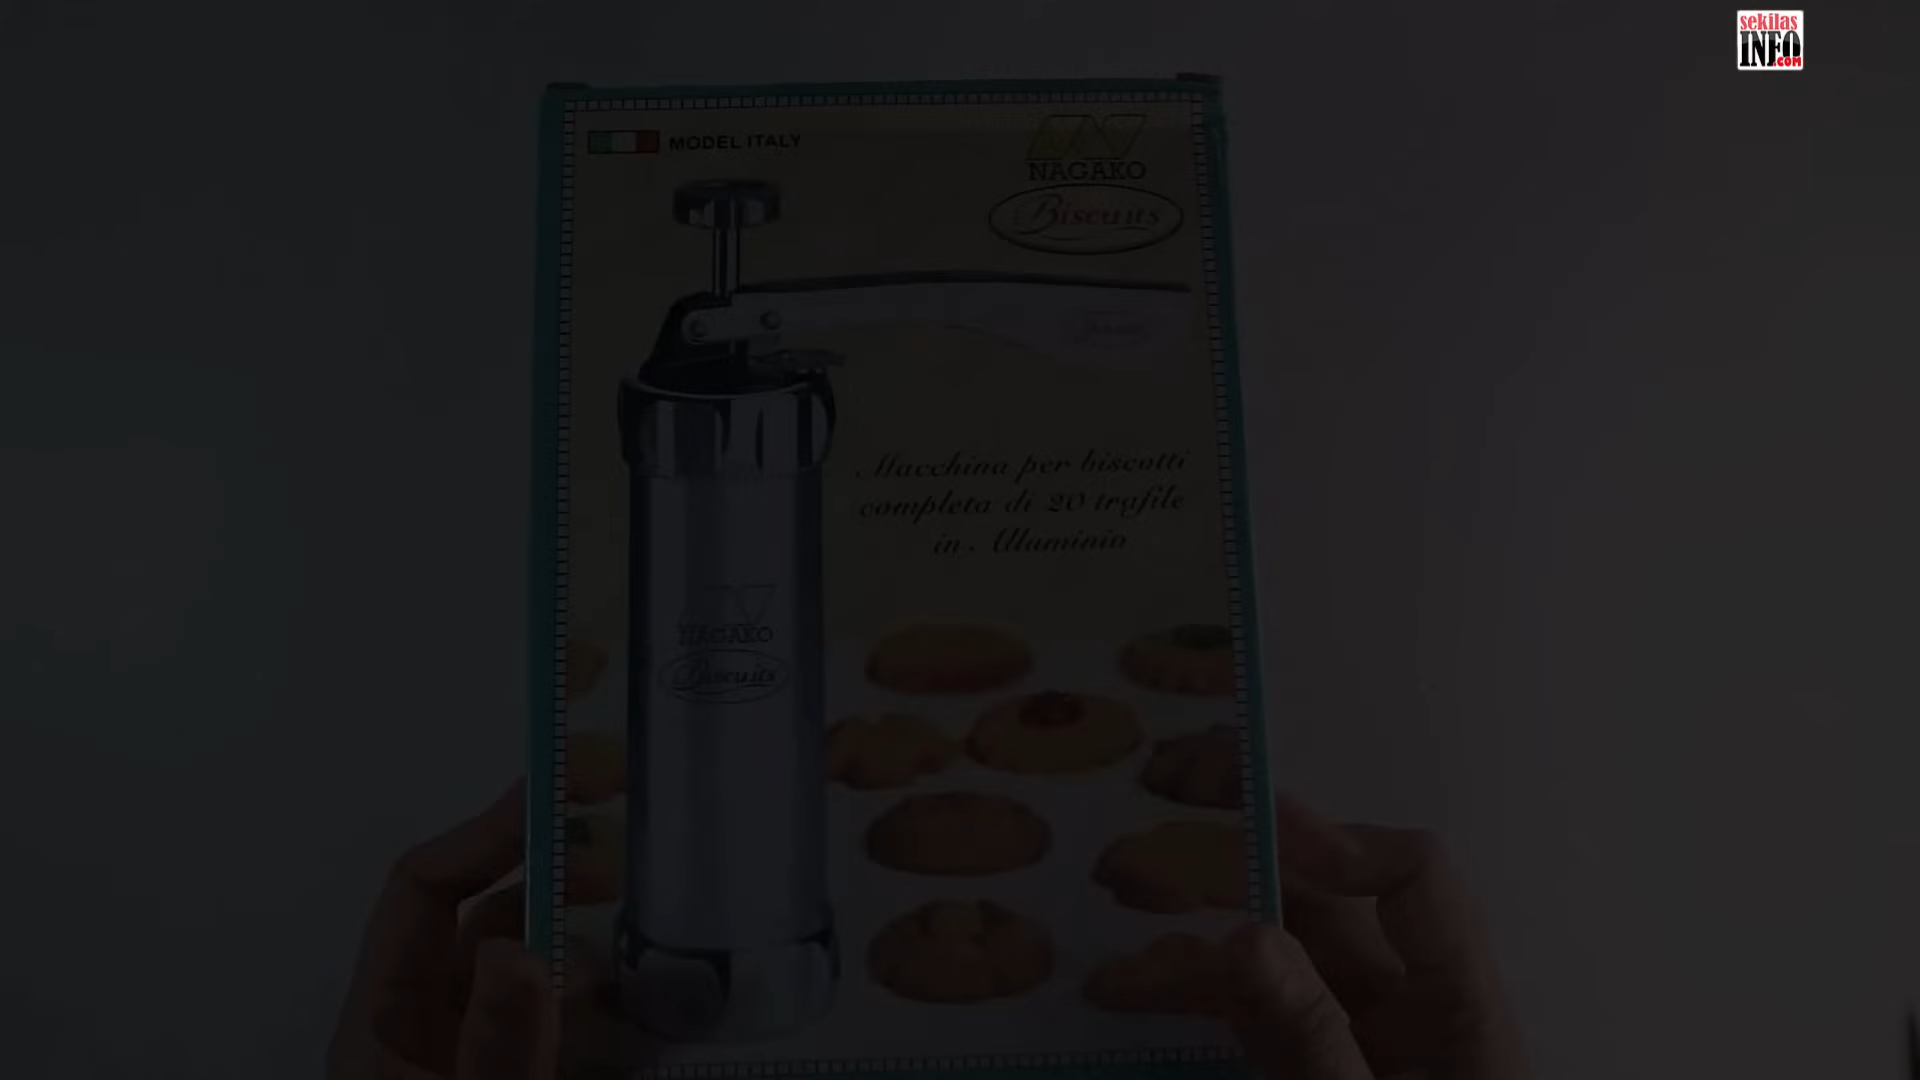 sekilas
INFO
.COM
MODEL ITALY
NAGAKO
Biscuits
Macchina per biscotti
completa di 20 trafile
in Alluminio
NAGAKO
Biscuits